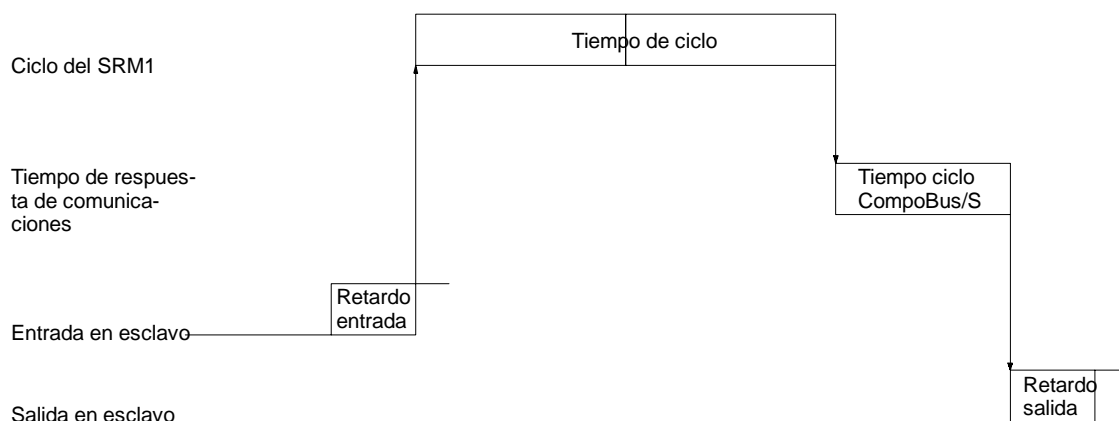 Tiempo de ciclo
Ciclo del SRM1
Tiempo de respues-
ta de comunica-
ciones
Tiempo ciclo
CompoBus/S
Retardo
entrada
Entrada en esclavo
Retardo
salida
Salida en esclavo